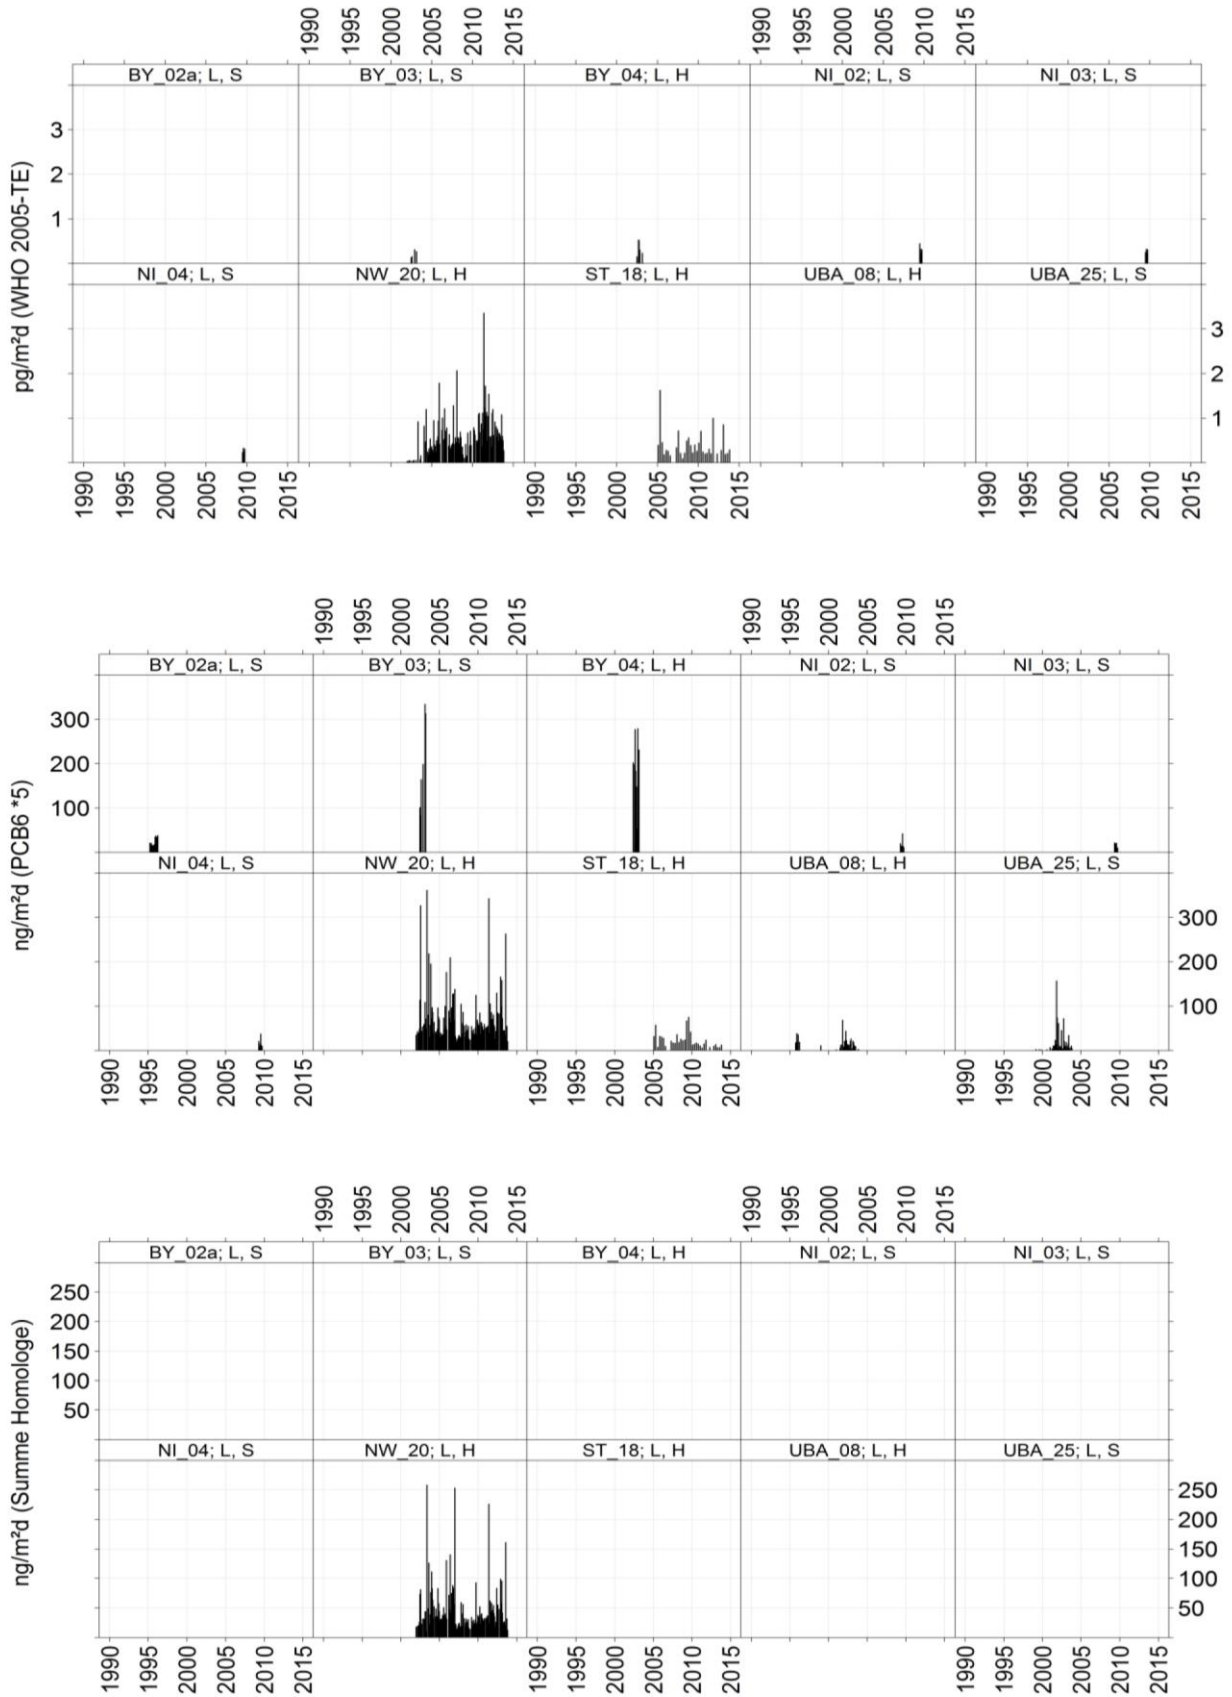 1990 1995 2000 2005 2010 2015 1990 1995 2000 2005 2010 2015
BY_02a; L, S BY_03; L, S BY_04; L, H NI_02; L, S NI_03; L, S
3
2
1
pg/m²d (WHO 2005-TE)
NI_04; L, S NW_20; L, H ST_18; L, H UBA_08; L, H UBA_25; L, S
3
2
1
1990 1995 2000 2005 2010 2015 1990 1995 2000 2005 2010 2015 1990 1995 2000 2005 2010 2015
1990 1995 2000 2005 2010 2015 1990 1995 2000 2005 2010 2015
BY_02a; L, S BY_03; L, S BY_04; L, H NI_02; L, S NI_03; L, S
300
200
100
ng/m²d (PCB6 *5)
NI_04; L, S NW_20; L, H ST_18; L, H UBA_08; L, H UBA_25; L, S
300
200
100
1990 1995 2000 2005 2010 2015 1990 1995 2000 2005 2010 2015 1990 1995 2000 2005 2010 2015
1990 1995 2000 2005 2010 2015 1990 1995 2000 2005 2010 2015
BY_02a; L, S BY_03; L, S BY_04; L, H NI_02; L, S NI_03; L, S
250
200
150
100
50
ng/m²d (Summe Homologe)
NI_04; L, S NW_20; L, H ST_18; L, H UBA_08; L, H UBA_25; L, S
250
200
150
100
50
1990 1995 2000 2005 2010 2015 1990 1995 2000 2005 2010 2015 1990 1995 2000 2005 2010 2015